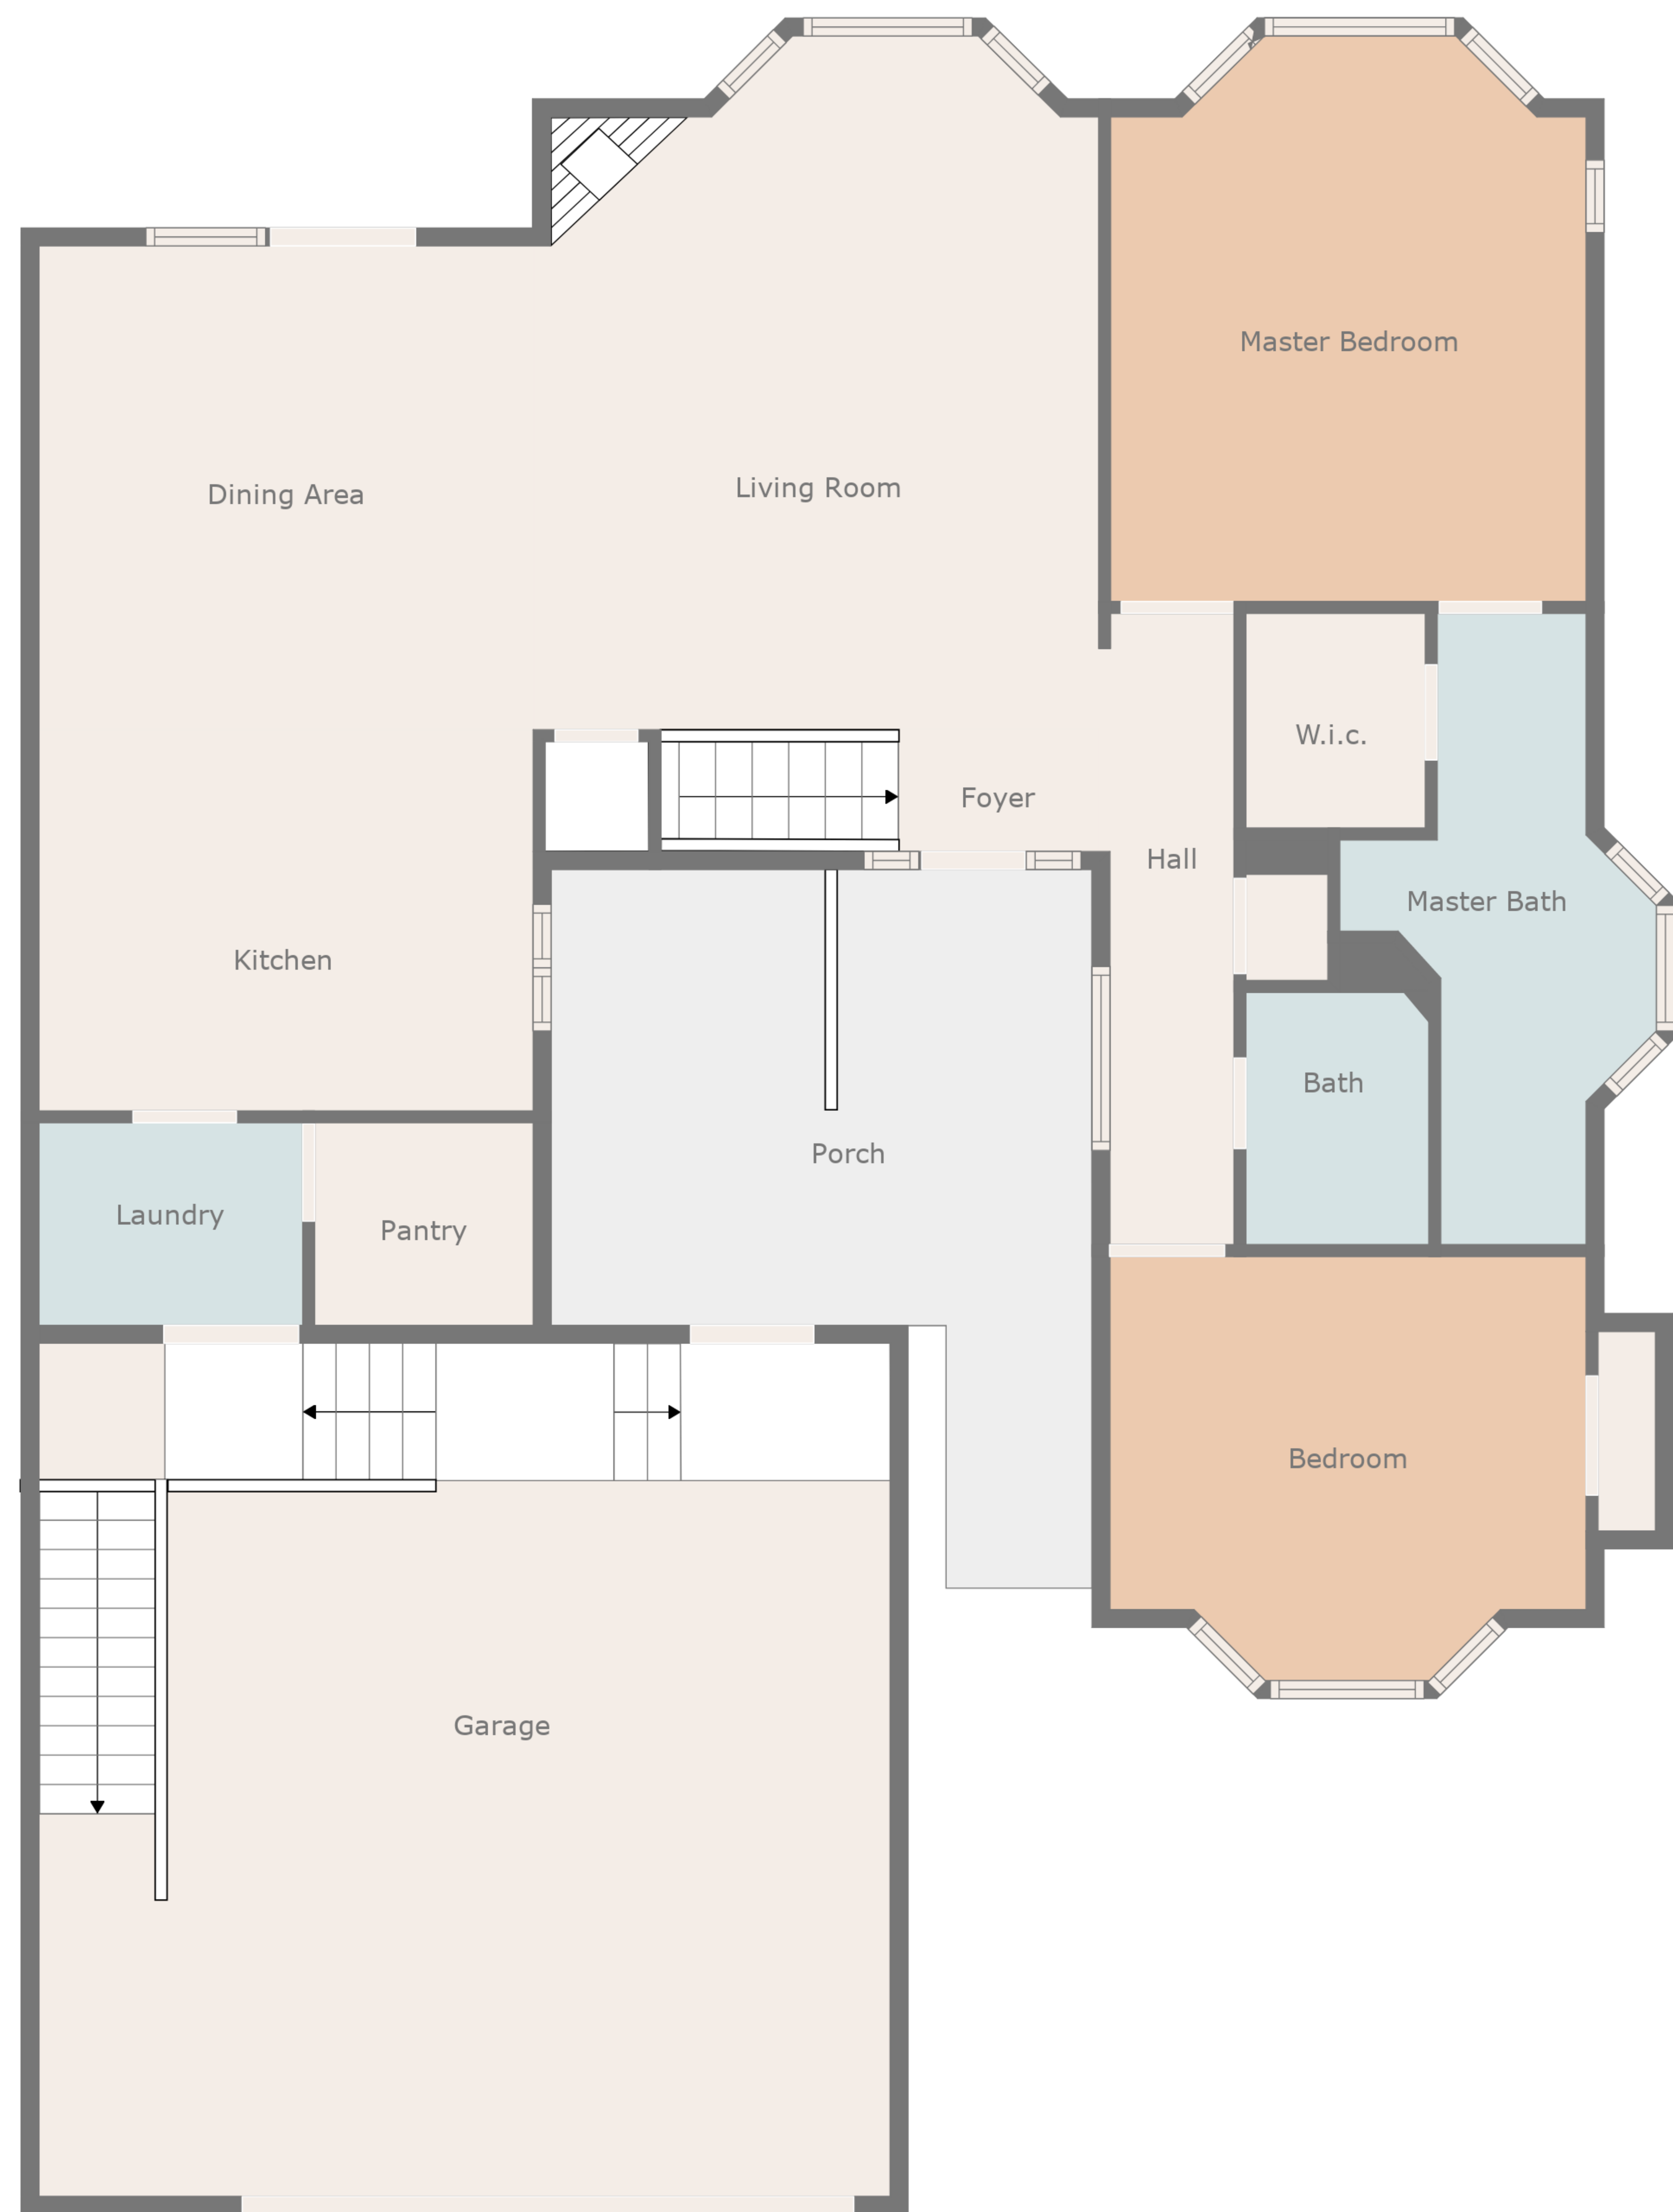 Master Bedroom
Dining Area
Living Room
W.i.c.
Foyer
Hall
Master Bath
Kitchen
Bath
Porch
Laundry
Pantry
Bedroom
Garage